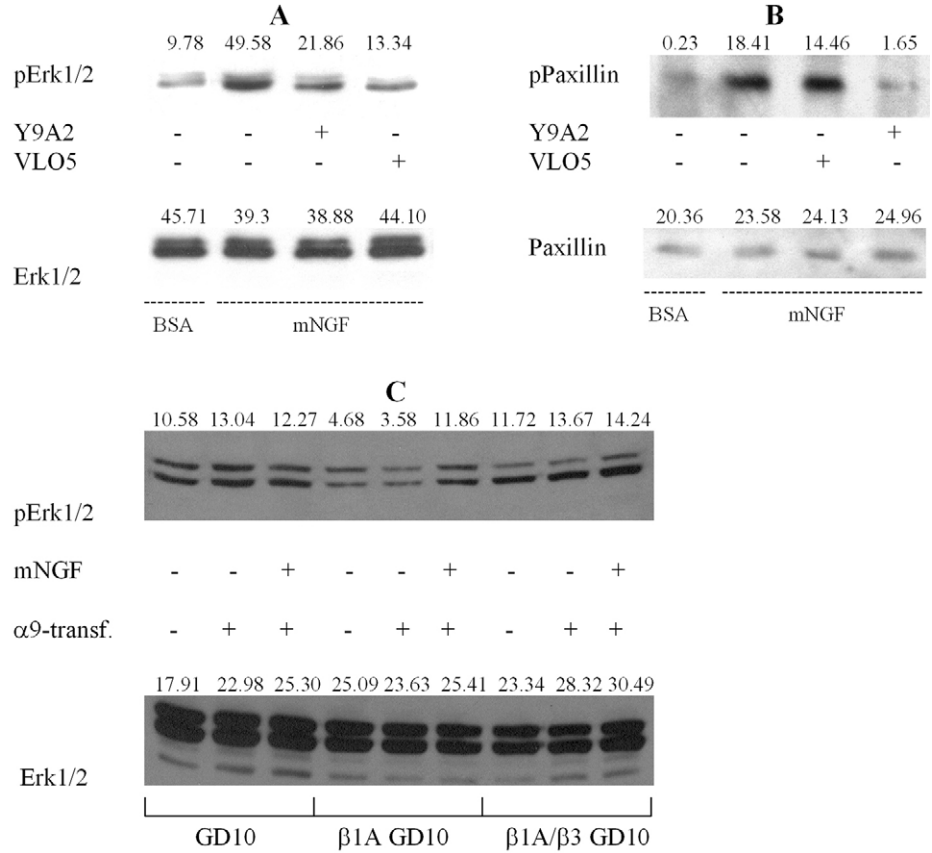 A
9.78 49.58 21.86 13.34
pErk1/2
Y9A2 - - + -
VLO5 - - - +
45.71 39.3 38.88 44.10
Erk1/2
BSA mNGF
B
0.23 18.41 14.46 1.65
pPaxillin
Y9A2 - - - +
VLO5 - - + -
20.36 23.58 24.13 24.96
Paxillin
BSA mNGF
C
10.58 13.04 12.27 4.68 3.58 11.86 11.72 13.67 14.24
pErk1/2
mNGF - - + - - + - - +
α9-transf. - + + - + + - + +
17.91 22.98 25.30 25.09 23.63 25.41 23.34 28.32 30.49
Erk1/2
GD10 β1A GD10 β1A/β3 GD10